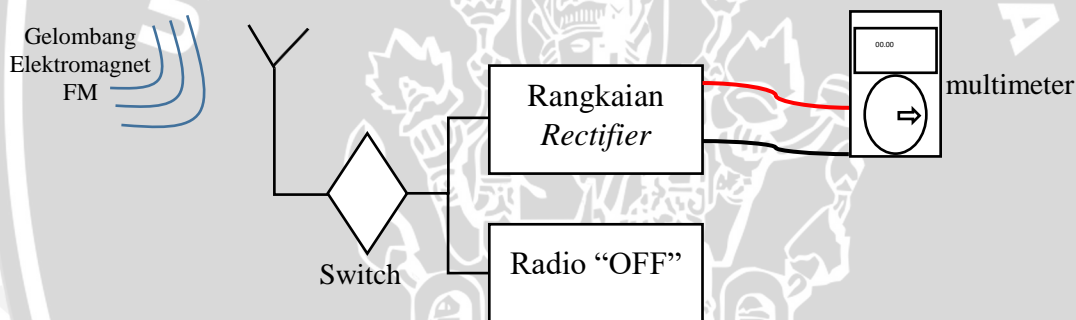 Gelombang
Elektromagnet
FM
Rangkaian
Rectifier
00.00
multimeter
Switch
Radio “OFF”